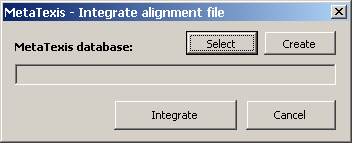 MetaTexis - Integrate alignment file
MetaTexis database: Select Create
Integrate Cancel